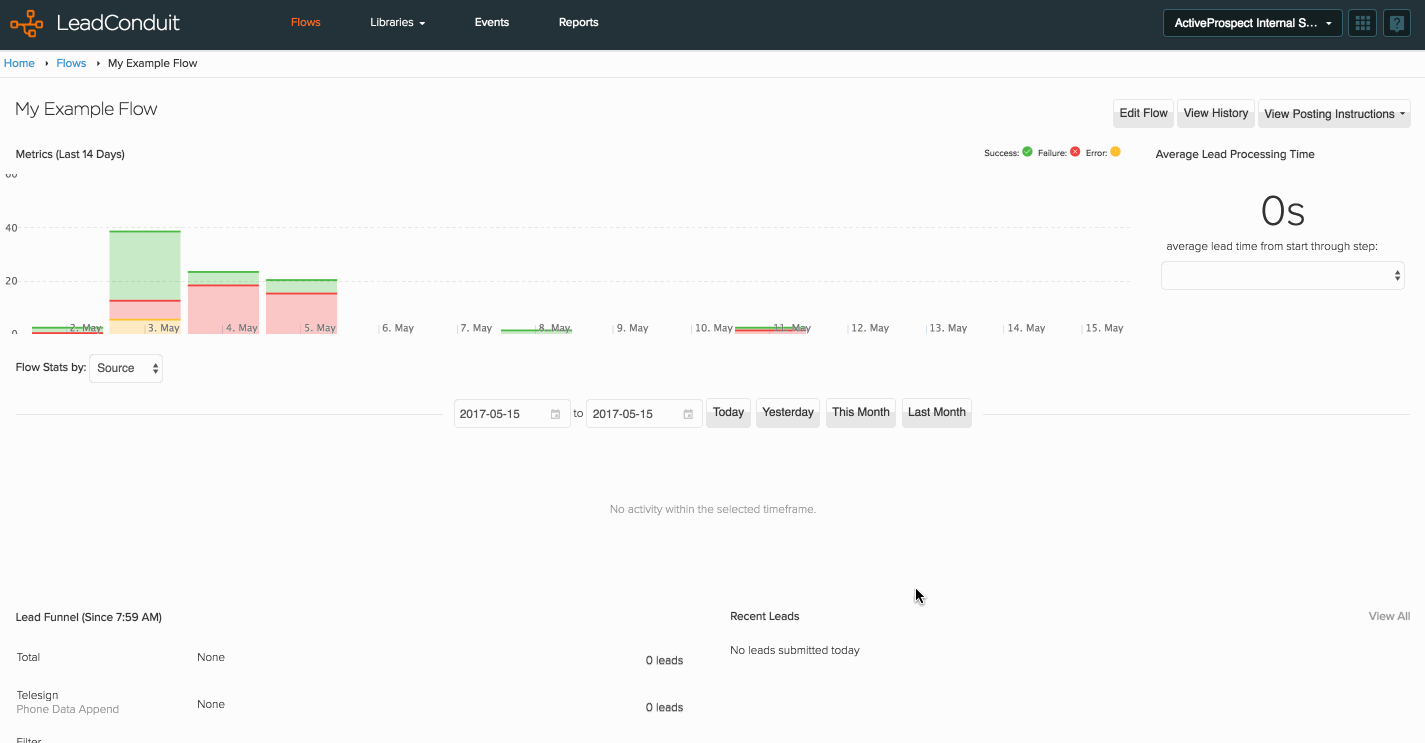 LeadConduit Flows Libraries Events Reports ActiveProspect Internal S...
Home Flows My Example Flow
My Example Flow
Edit Flow View History View Posting Instructions
Metrics (Last 14 Days)
Success: Failure: Error:
Average Lead Processing Time
60
40
20
0
2. May 3. May 4. May 5. May 6. May 7. May 8. May 9. May 10. May 11. May 12. May 13. May 14. May 15. May
0s
average lead time from start through step:
Flow Stats by: Source
2017-05-15 to 2017-05-15 Today Yesterday This Month Last Month
No activity within the selected timeframe.
Lead Funnel (Since 7:59 AM)
Total None 0 leads
Telesign
Phone Data Append
None 0 leads
Filter
Recent Leads View All
No leads submitted today